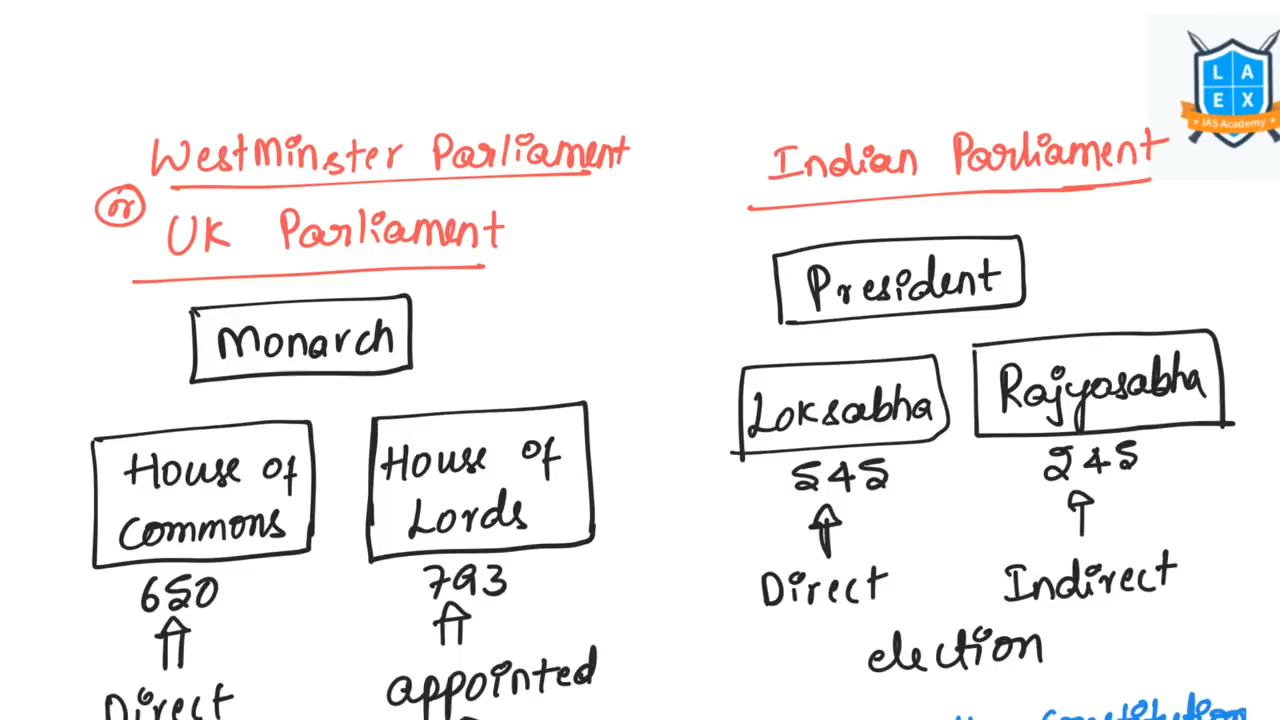 Westminster Parliament
or
UK Parliament
Monarch
House of
Commons
650
Direct
House of
Lords
793
appointed
Indian Parliament
President
Loksabha
545
Direct
Rajyasabha
245
Indirect
election
constitution
L A
E X
IAS Academy